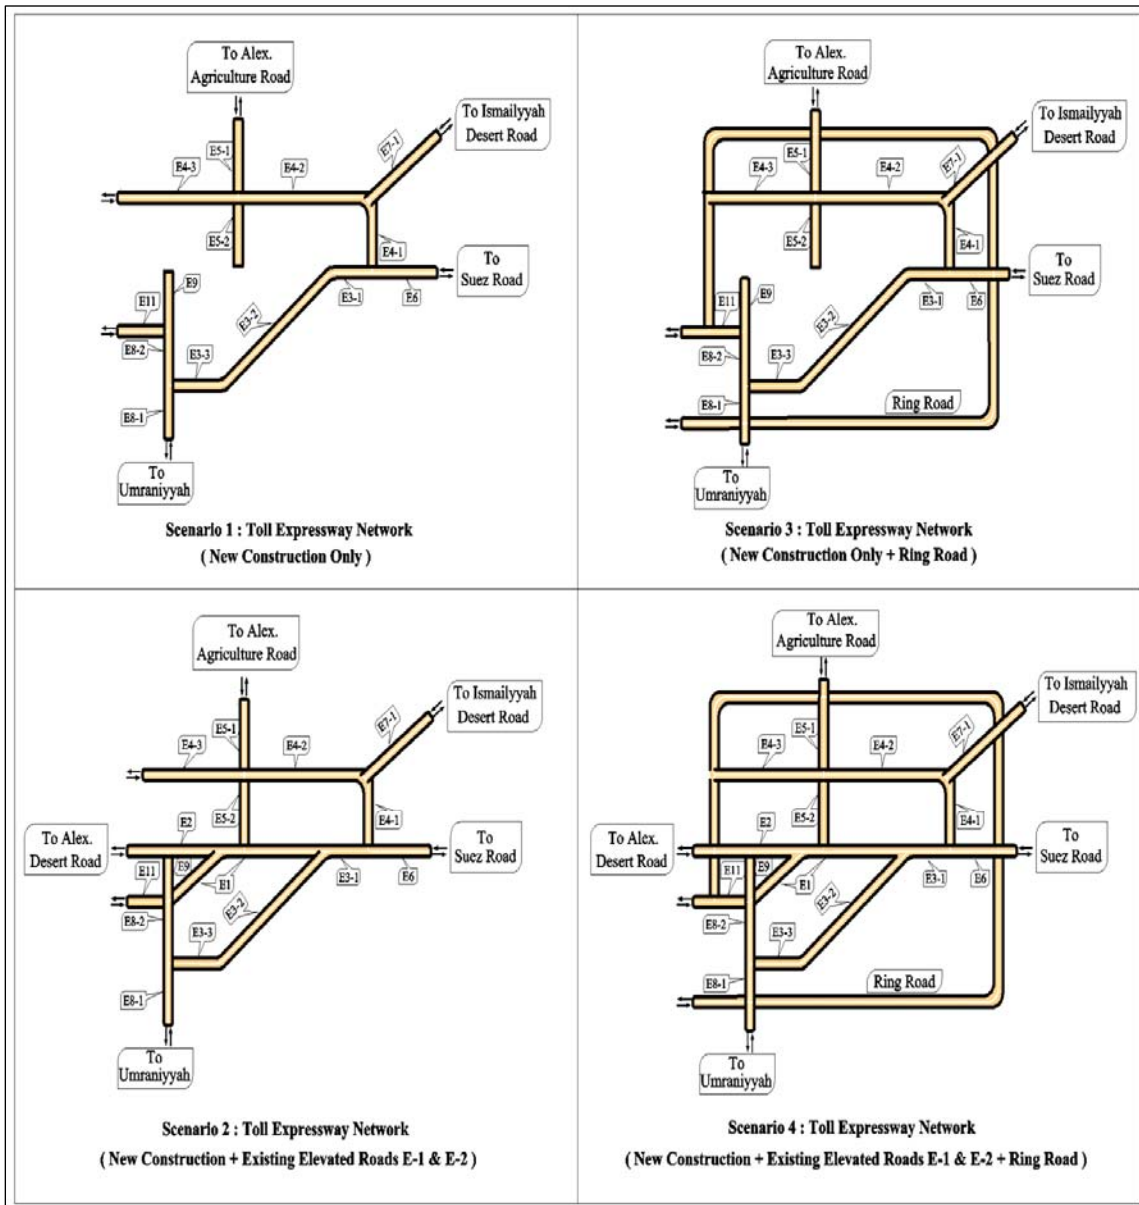 To Alex.
Agriculture Road
To Ismailyyah
Desert Road
E7-1
E5-1
E4-3
E4-2
E5-2
E4-1
To
Suez Road
E9
E11
E3-1
E6
E3-2
E8-2
E3-3
E8-1
To
Umraniyyah
Scenario 1 : Toll Expressway Network
( New Construction Only )
To Alex.
Agriculture Road
To Ismailyyah
Desert Road
E5-1
E7-1
E4-3
E4-2
E5-2
E4-1
To
Suez Road
E9
E11
E3-1
E6
E3-2
E8-2
E3-3
E8-1
Ring Road
To
Umraniyyah
Scenario 3 : Toll Expressway Network
( New Construction Only + Ring Road )
To Alex.
Agriculture Road
To Ismailyyah
Desert Road
E5-1
E7-1
E4-3
E4-2
E5-2
E2
E4-1
To Alex.
Desert Road
To
Suez Road
E9
E11
E1
E3-1
E6
E3-2
E8-2
E3-3
E8-1
To
Umraniyyah
Scenario 2 : Toll Expressway Network
( New Construction + Existing Elevated Roads E-1 & E-2 )
To Alex.
Agriculture Road
To Ismailyyah
Desert Road
E5-1
E7-1
E4-3
E4-2
E5-2
E2
E4-1
To Alex.
Desert Road
To
Suez Road
E9
E11
E1
E3-1
E6
E3-2
E8-2
E3-3
E8-1
Ring Road
To
Umraniyyah
Scenario 4 : Toll Expressway Network
( New Construction + Existing Elevated Roads E-1 & E-2 + Ring Road )